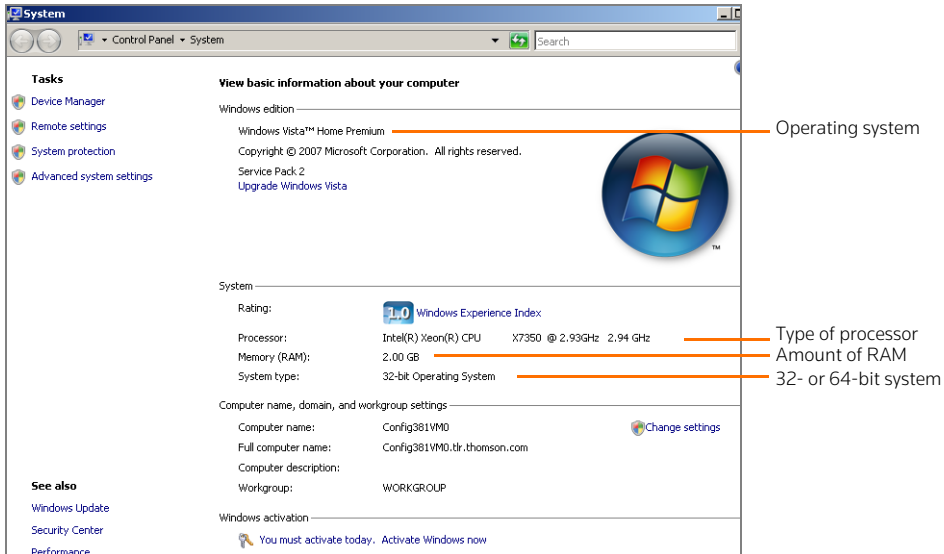 System
Control Panel System
Search
Tasks
Device Manager
Remote settings
System protection
Advanced system settings
View basic information about your computer
Windows edition
Windows Vista™ Home Premium
Operating system
Copyright © 2007 Microsoft Corporation. All rights reserved.
Service Pack 2
Upgrade Windows Vista
TM
System
Rating:
1.0 Windows Experience Index
Processor: Intel(R) Xeon(R) CPU X7350 @ 2.93GHz 2.94 GHz
Type of processor
Memory (RAM): 2.00 GB
Amount of RAM
System type: 32-bit Operating System
32- or 64-bit system
Computer name, domain, and workgroup settings
Computer name: Config381VM0
Change settings
Full computer name: Config381VM0.tlr.thomson.com
Computer description:
Workgroup: WORKGROUP
See also
Windows Update
Security Center
Performance
Windows activation
You must activate today. Activate Windows now